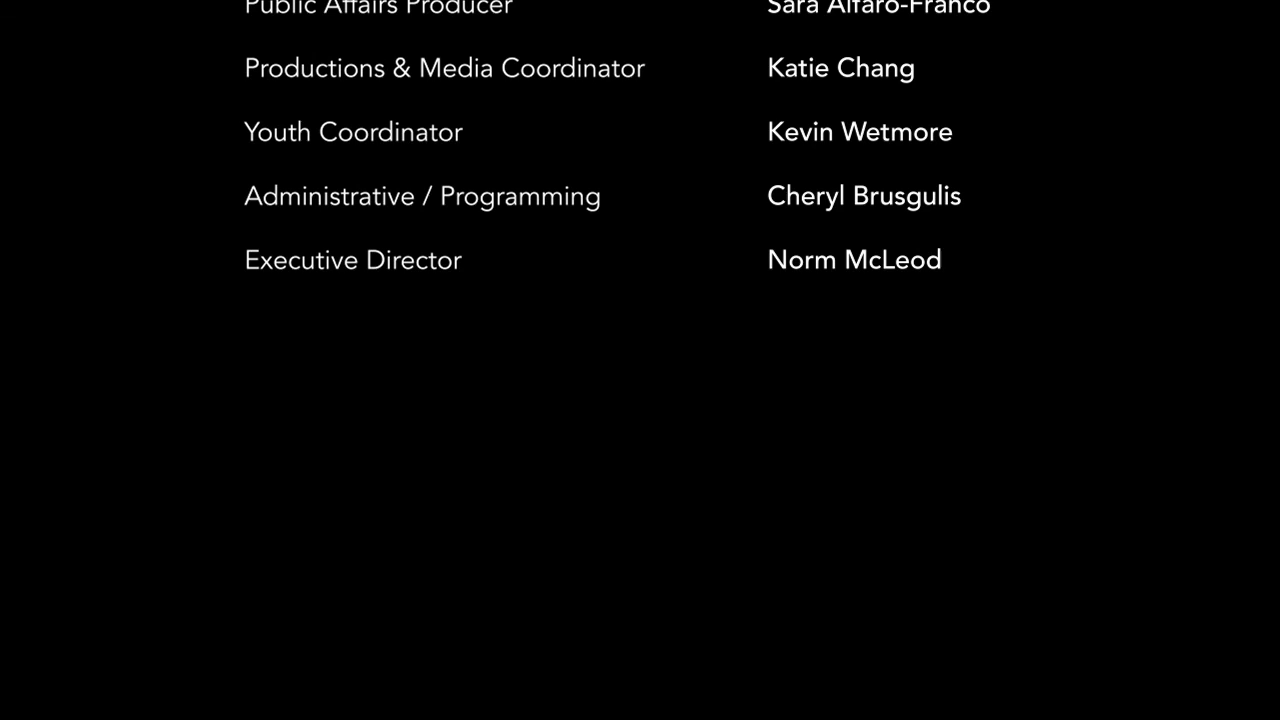 Public Affairs Producer Sara Alfaro-Franco
Productions & Media Coordinator Katie Chang
Youth Coordinator Kevin Wetmore
Administrative / Programming Cheryl Brusgulis
Executive Director Norm McLeod